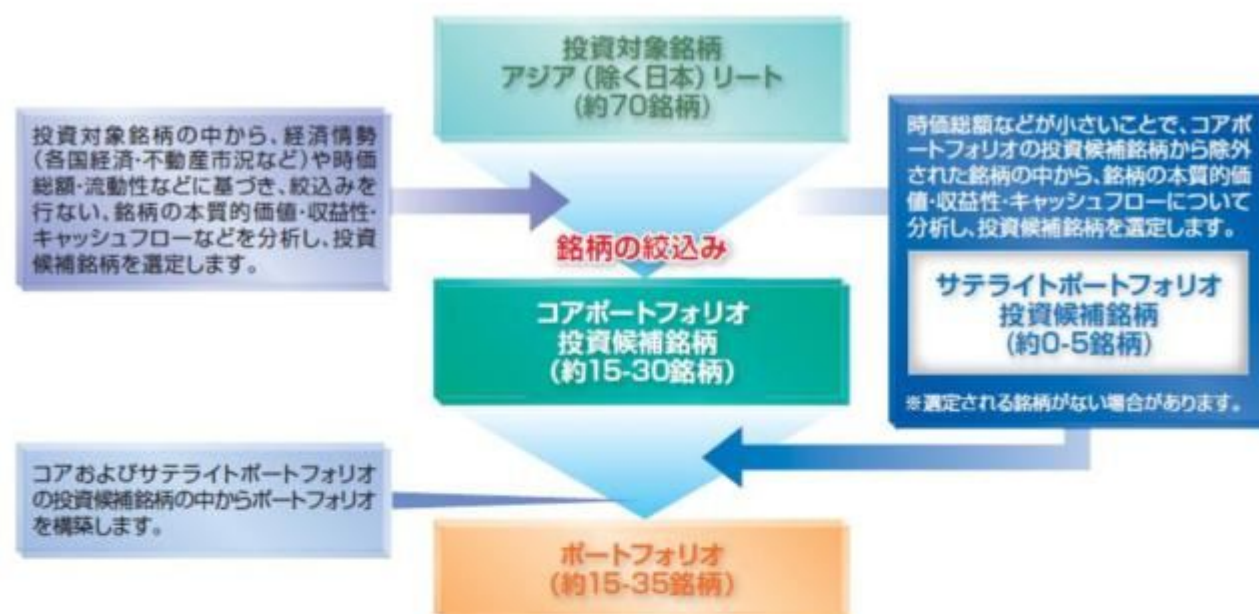 投資対象銘柄
アジア(除く日本)リート
(約70銘柄)
投資対象銘柄の中から、経済情勢
(各国経済・不動産市況など)や時価
総額・流動性などに基づき、絞込みを
行ない、銘柄の本質的価値・収益性・
キャッシュフローなどを分析し、投資
候補銘柄を選定します。
時価総額などが小さいことで、コアポ
ートフォリオの投資候補銘柄から除外
された銘柄の中から、銘柄の本質的価
値・収益性・キャッシュフローについて
分析し、投資候補銘柄を選定します。
サテライトポートフォリオ
投資候補銘柄
(約0-5銘柄)
※選定される銘柄がない場合があります。
銘柄の絞込み
コアポートフォリオ
投資候補銘柄
(約15-30銘柄)
コアおよびサテライトポートフォリオ
の投資候補銘柄の中からポートフォリオ
を構築します。
ポートフォリオ
(約15-35銘柄)